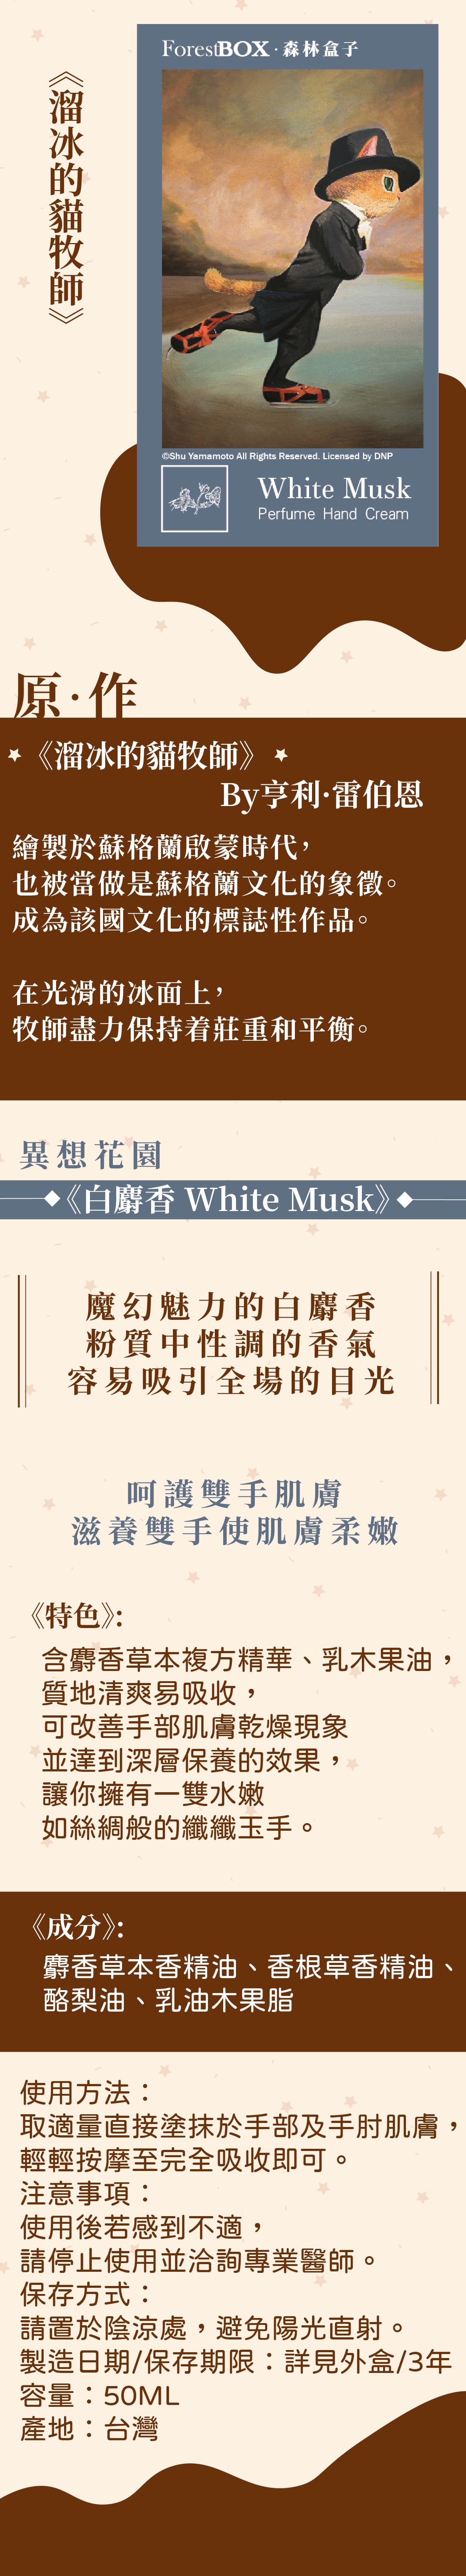 ForestBOX · 森林盒子
《溜冰的貓牧師》
©Shu Yamamoto All Rights Reserved. Licensed by DNP
White Musk
Perfume Hand Cream
原·作
《溜冰的貓牧師》
By亨利·雷伯恩
繪製於蘇格蘭啟蒙時代，
也被當做是蘇格蘭文化的象徵。
成為該國文化的標誌性作品。
在光滑的冰面上，
牧師盡力保持着莊重和平衡。
異想花園
《白麝香 White Musk》
魔幻魅力的白麝香
粉質中性調的香氣
容易吸引全場的目光
呵護雙手肌膚
滋養雙手使肌膚柔嫩
《特色》:
含麝香草本複方精華、乳木果油，
質地清爽易吸收，
可改善手部肌膚乾燥現象
並達到深層保養的效果，
讓你擁有一雙水嫩
如絲綢般的纖纖玉手。
《成分》:
麝香草本香精油、香根草香精油、
酪梨油、乳油木果脂
使用方法：
取適量直接塗抹於手部及手肘肌膚，
輕輕按摩至完全吸收即可。
注意事項：
使用後若感到不適，
請停止使用並洽詢專業醫師。
保存方式：
請置於陰涼處，避免陽光直射。
製造日期/保存期限：詳見外盒/3年
容量：50ML
產地：台灣